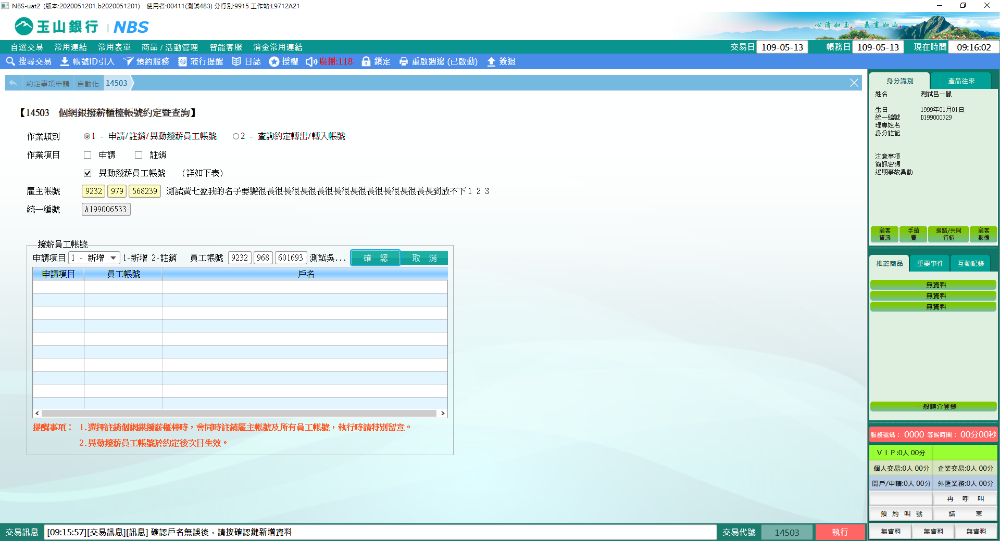 NBS-uat2 (版本:2020051201.b2020051201) 使用者:00411(測試483) 分行別:9915 工作站:L9712A21
玉山銀行 | NBS
心清如玉。 義重如山。
自選交易 常用連結 常用表單 商品 / 活動管理 智能客服 消金常用連結
交易日 109-05-13 帳務日 109-05-13 現在時間 09:16:02
搜尋交易 帳號ID引入 預約服務 蒞行提醒 日誌 授權 廣播:118 鎖定 重啟週邊 (已啟動) 簽退
約定事項申請 自動化 14503
【14503 個網銀撥薪櫃檯帳號約定暨查詢】
作業類別 1 - 申請/註銷/異動撥薪員工帳號 2 - 查詢約定轉出/轉入帳號
作業項目 申請 註銷
異動撥薪員工帳號 (詳如下表)
雇主帳號 9232 979 568239 測試黃七盈我的名子要變很長很長很長很長很長很長很長很長很長很長長到放不下１２３
統一編號 A199006533
撥薪員工帳號
申請項目 1 - 新增 1-新增 2-註銷 員工帳號 9232 968 601693 測試吳... 確 認 取 消
申請項目 員工帳號 戶名
提醒事項： 1.選擇註銷個網銀撥薪櫃檯時，會同時註銷雇主帳號及所有員工帳號，執行時請特別留意。
2.異動撥薪員工帳號於約定後次日生效。
交易訊息 [09:15:57][交易訊息][訊息] 確認戶名無誤後，請按確認鍵新增資料
交易代號 14503 執行
身分識別 產品往來
姓名 測試呂一鼠
生日 1999年01月01日
統一編號 D199000329
理專姓名
身分註記
注意事項
簡訊密碼
近期事故異動
顧客資訊 手續費 通路/共同行銷 顧客影像
推薦商品 重要事件 互動記錄
無資料
無資料
無資料
一般轉介登錄
服務號碼： 0000 等候時間： 00分00秒
ＶＩＰ:0人 00分
個人交易:0人 00分 企業交易:0人 00分
開戶/申請:0人 00分 外匯業務:0人 00分
再 呼 叫
預 約 叫 號 結 束
無資料 無資料 無資料